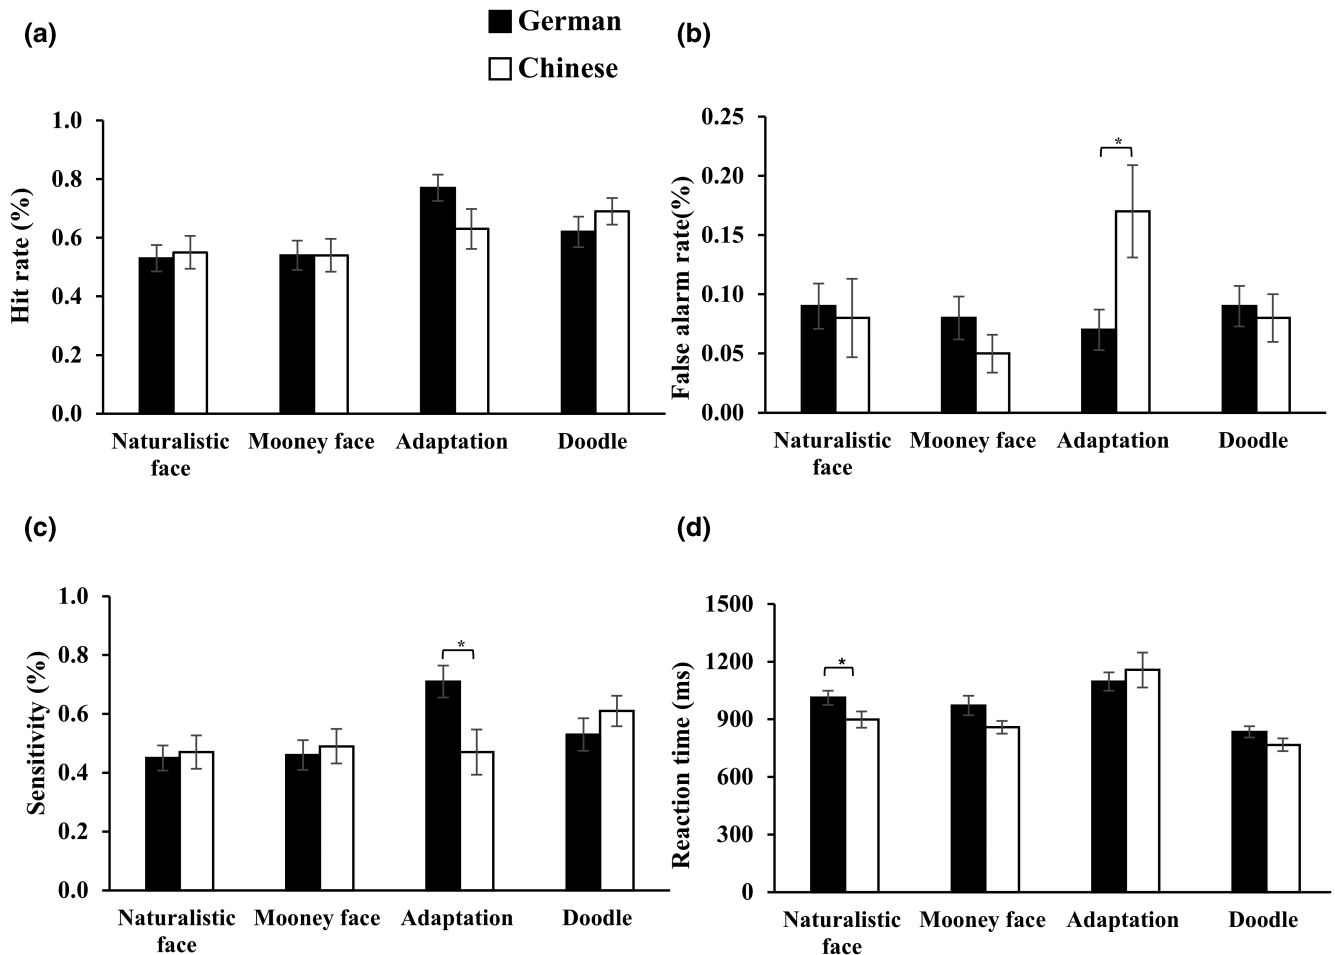 (a)
German
Chinese
Hit rate (%)
1.0
0.8
0.6
0.4
0.2
0.0
Naturalistic
face
Mooney face
Adaptation
Doodle
(b)
False alarm rate(%)
0.25
0.20
0.15
0.10
0.05
0.00
*
Naturalistic
face
Mooney face
Adaptation
Doodle
(c)
Sensitivity (%)
1.0
0.8
0.6
0.4
0.2
0.0
*
Naturalistic
face
Mooney face
Adaptation
Doodle
(d)
Reaction time (ms)
1500
1200
900
600
300
0
*
Naturalistic
face
Mooney face
Adaptation
Doodle